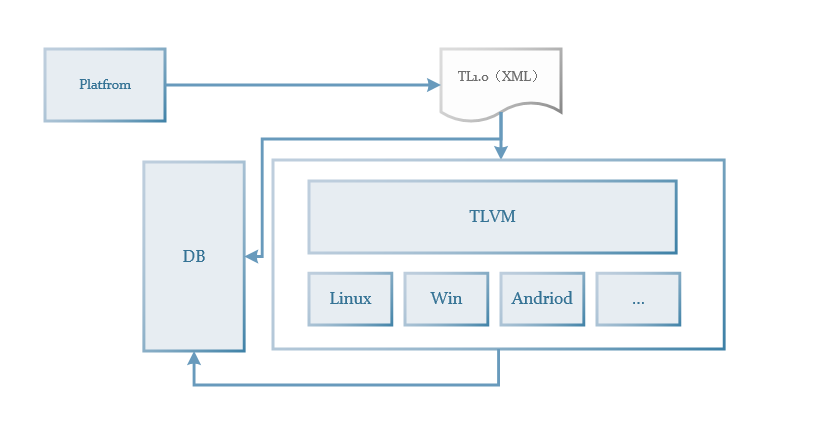 Platfrom
TL1.0（XML）
TLVM
DB
Linux
Win
Andriod
...